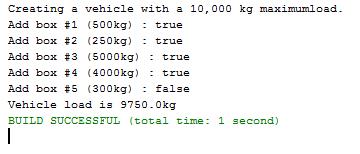 Creating a vehicle with a 10,000 kg maximumload.
Add box #1 (500kg) : true
Add box #2 (250kg) : true
Add box #3 (5000kg) : true
Add box #4 (4000kg) : true
Add box #5 (300kg) : false
Vehicle load is 9750.0kg
BUILD SUCCESSFUL (total time: 1 second)